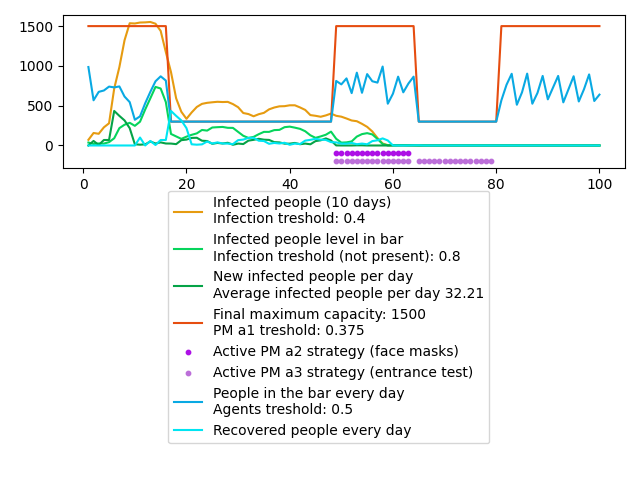 1500
1000
500
0
0
20
40
60
80
100
Infected people (10 days)
Infection treshold: 0.4
Infected people level in bar
Infection treshold (not present): 0.8
New infected people per day
Average infected people per day 32.21
Final maximum capacity: 1500
PM a1 treshold: 0.375
Active PM a2 strategy (face masks)
Active PM a3 strategy (entrance test)
People in the bar every day
Agents treshold: 0.5
Recovered people every day